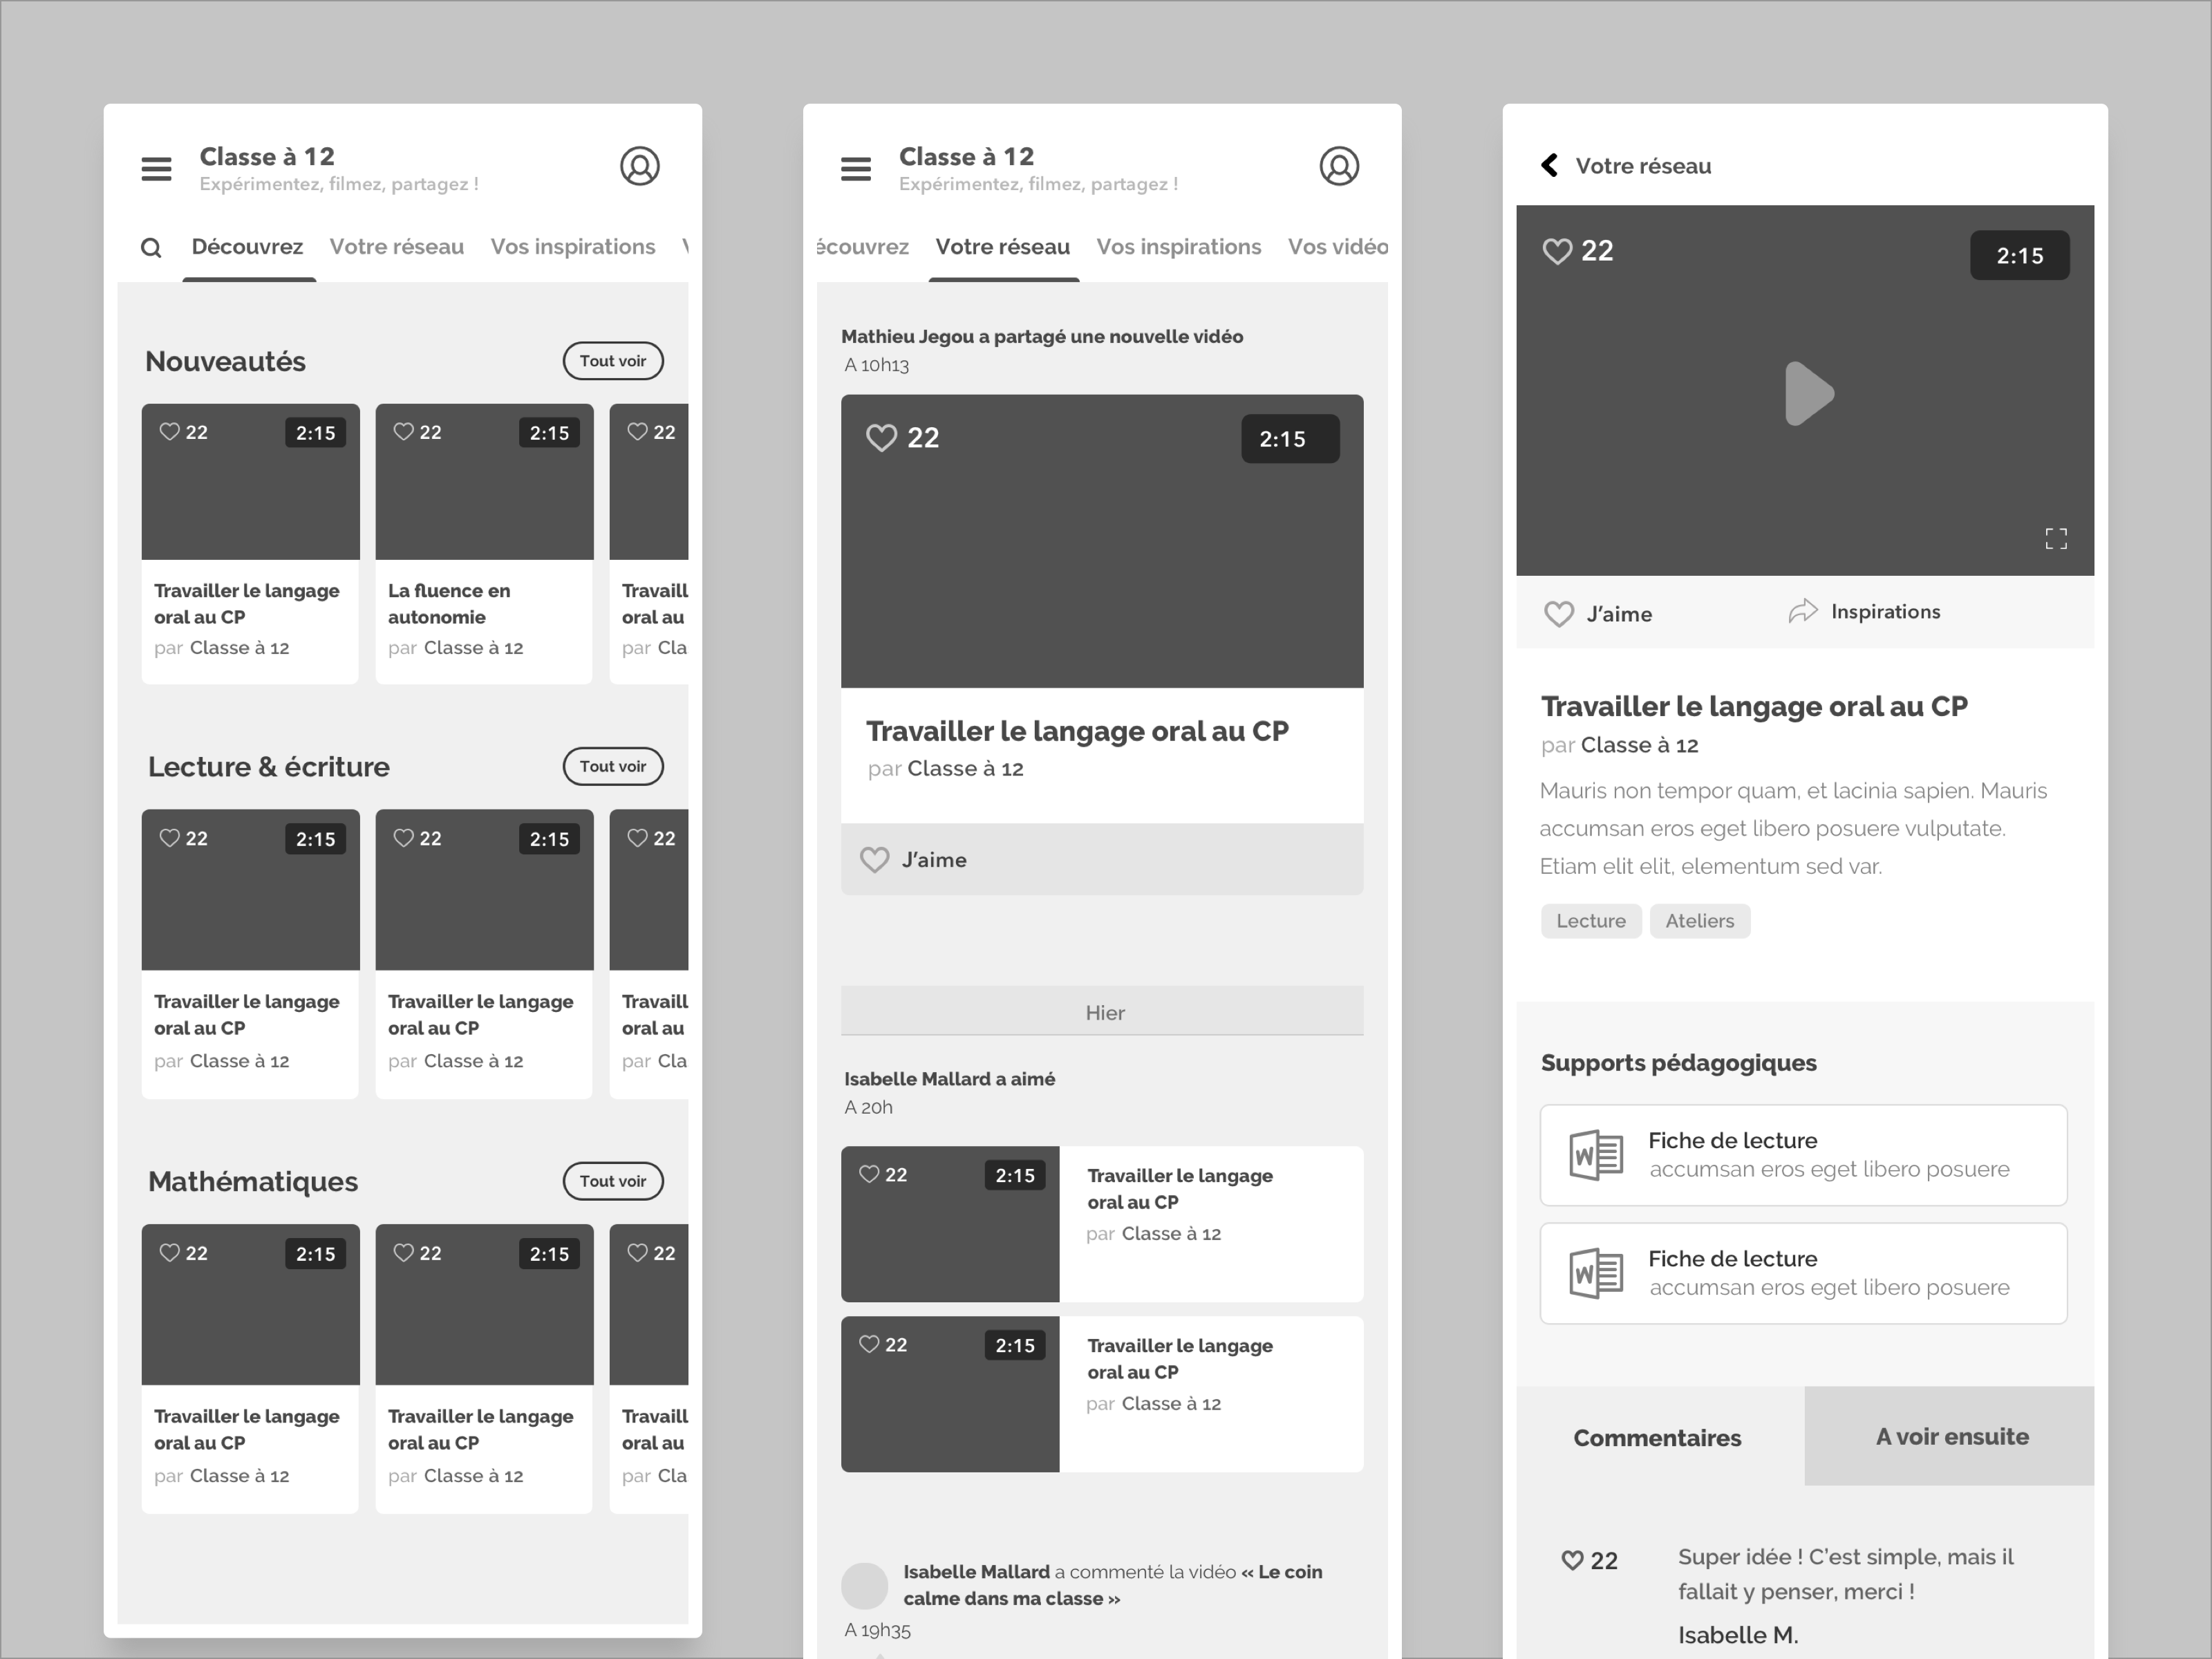 Classe à 12
Expérimentez, filmez, partagez !
Découvrez Votre réseau Vos inspirations
Nouveautés Tout voir
22 2:15 22 2:15 22
Travailler le langage
oral au CP
par Classe à 12
La fluence en
autonomie
par Classe à 12
Travaill
oral au
par Cla
Lecture & écriture Tout voir
22 2:15 22 2:15 22
Travailler le langage
oral au CP
par Classe à 12
Travailler le langage
oral au CP
par Classe à 12
Travaill
oral au
par Cla
Mathématiques Tout voir
22 2:15 22 2:15 22
Travailler le langage
oral au CP
par Classe à 12
Travailler le langage
oral au CP
par Classe à 12
Travaill
oral au
par Cla
Classe à 12
Expérimentez, filmez, partagez !
écouvrez Votre réseau Vos inspirations Vos vidéo
Mathieu Jegou a partagé une nouvelle vidéo
A 10h13
22 2:15
Travailler le langage oral au CP
par Classe à 12
J'aime
Hier
Isabelle Mallard a aimé
A 20h
22 2:15
Travailler le langage
oral au CP
par Classe à 12
22 2:15
Travailler le langage
oral au CP
par Classe à 12
Isabelle Mallard a commenté la vidéo « Le coin
calme dans ma classe »
A 19h35
Votre réseau
22 2:15
J'aime Inspirations
Travailler le langage oral au CP
par Classe à 12
Mauris non tempor quam, et lacinia sapien. Mauris
accumsan eros eget libero posuere vulputate.
Etiam elit elit, elementum sed var.
Lecture Ateliers
Supports pédagogiques
W
Fiche de lecture
accumsan eros eget libero posuere
W
Fiche de lecture
accumsan eros eget libero posuere
Commentaires A voir ensuite
22
Super idée ! C'est simple, mais il
fallait y penser, merci !
Isabelle M.